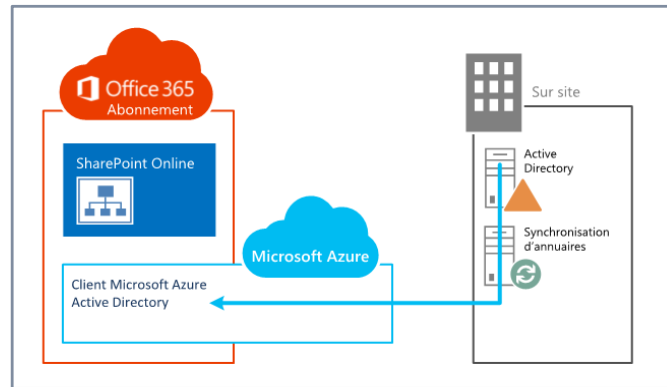 Office 365
Abonnement
SharePoint Online
Microsoft Azure
Client Microsoft Azure
Active Directory
Sur site
Active
Directory
Synchronisation
d'annuaires